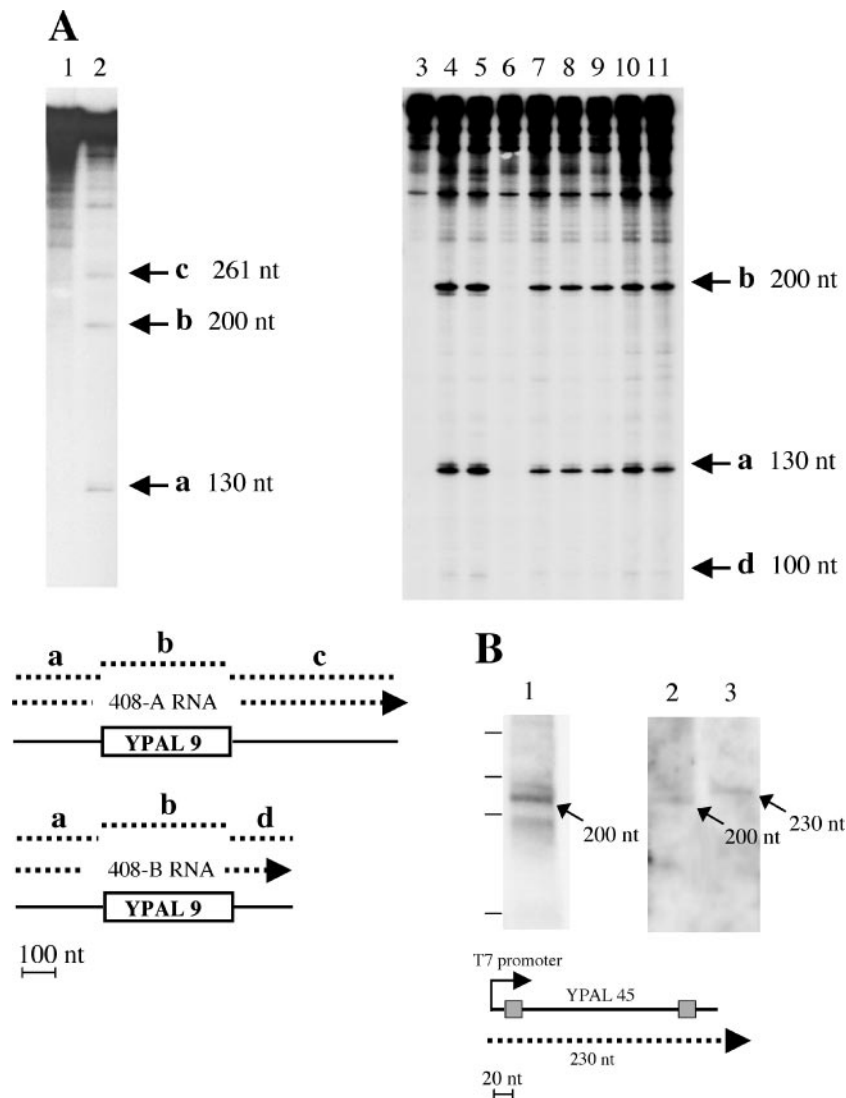 A
1 2
c 261 nt
b 200 nt
a 130 nt
3 4 5 6 7 8 9 10 11
b 200 nt
a 130 nt
d 100 nt
a b c
408-A RNA
YPAL 9
a b d
408-B RNA
YPAL 9
100 nt
B
1 2 3
200 nt
200 nt
230 nt
T7 promoter
YPAL 45
230 nt
20 nt